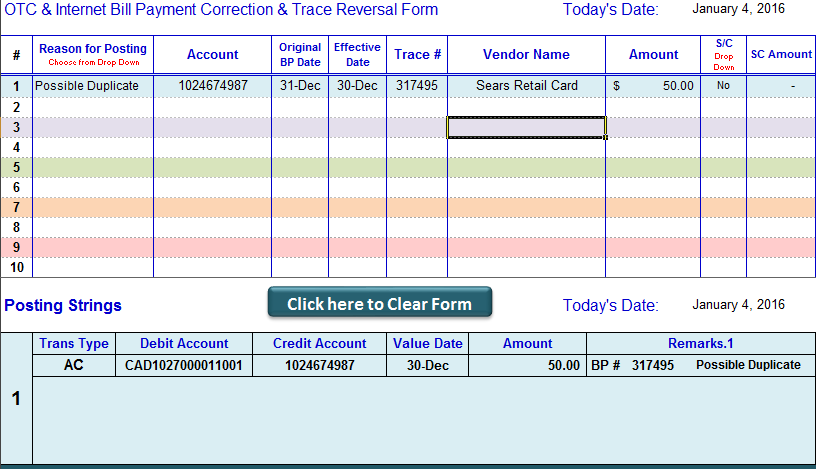 OTC & Internet Bill Payment Correction & Trace Reversal Form Today's Date: January 4, 2016
# Reason for Posting Choose from Drop Down Account Original BP Date Effective Date Trace # Vendor Name Amount S/C Drop Down SC Amount
1 Possible Duplicate 1024674987 31-Dec 30-Dec 317495 Sears Retail Card $ 50.00 No -
2
3
4
5
6
7
8
9
10
Posting Strings Click here to Clear Form Today's Date: January 4, 2016
Trans Type Debit Account Credit Account Value Date Amount Remarks.1
AC CAD1027000011001 1024674987 30-Dec 50.00 BP # 317495 Possible Duplicate
1